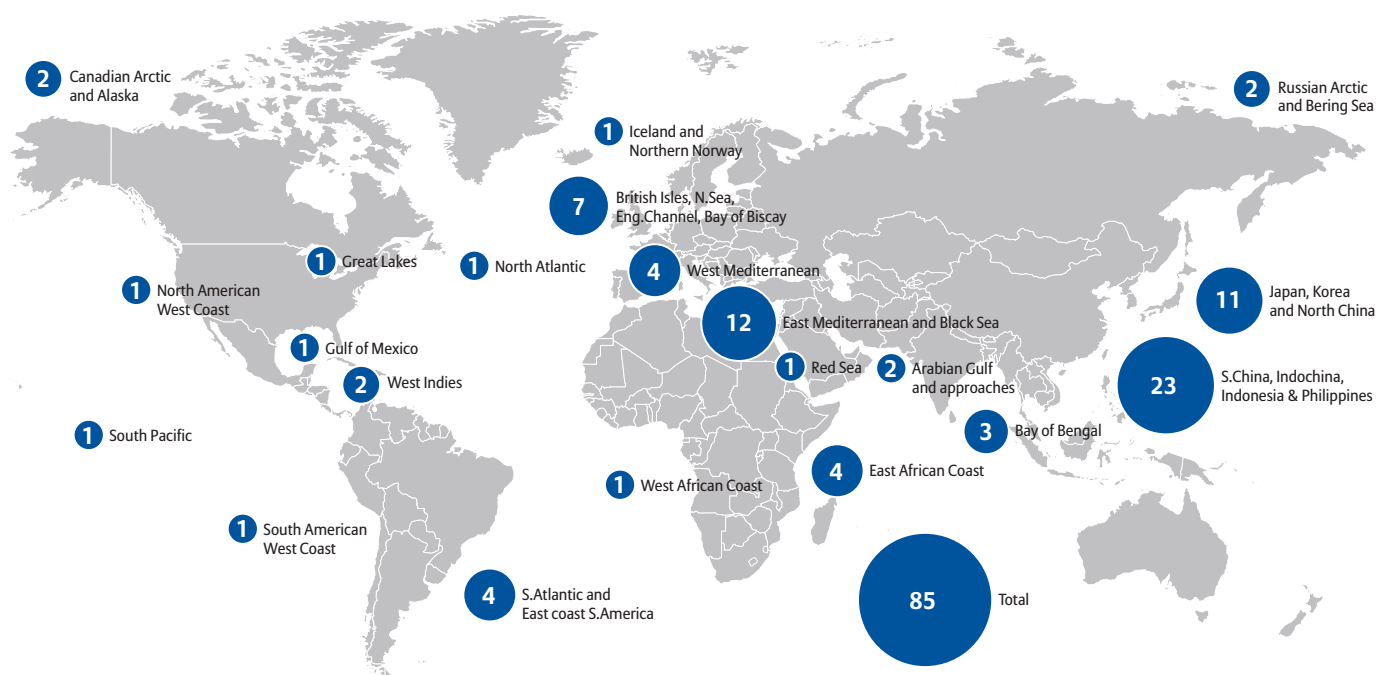 2
Canadian Arctic
and Alaska
2
Russian Arctic
and Bering Sea
1
Iceland and
Northern Norway
7
British Isles, N.Sea,
Eng.Channel, Bay of Biscay
1
Great Lakes
1
North Atlantic
4
West Mediterranean
1
North American
West Coast
11
Japan, Korea
and North China
12
East Mediterranean and Black Sea
1
Gulf of Mexico
1
Red Sea
2
Arabian Gulf
and approaches
2
West Indies
23
S.China, Indochina,
Indonesia & Philippines
1
South Pacific
3
Bay of Bengal
4
East African Coast
1
West African Coast
1
South American
West Coast
4
S.Atlantic and
East coast S.America
85
Total